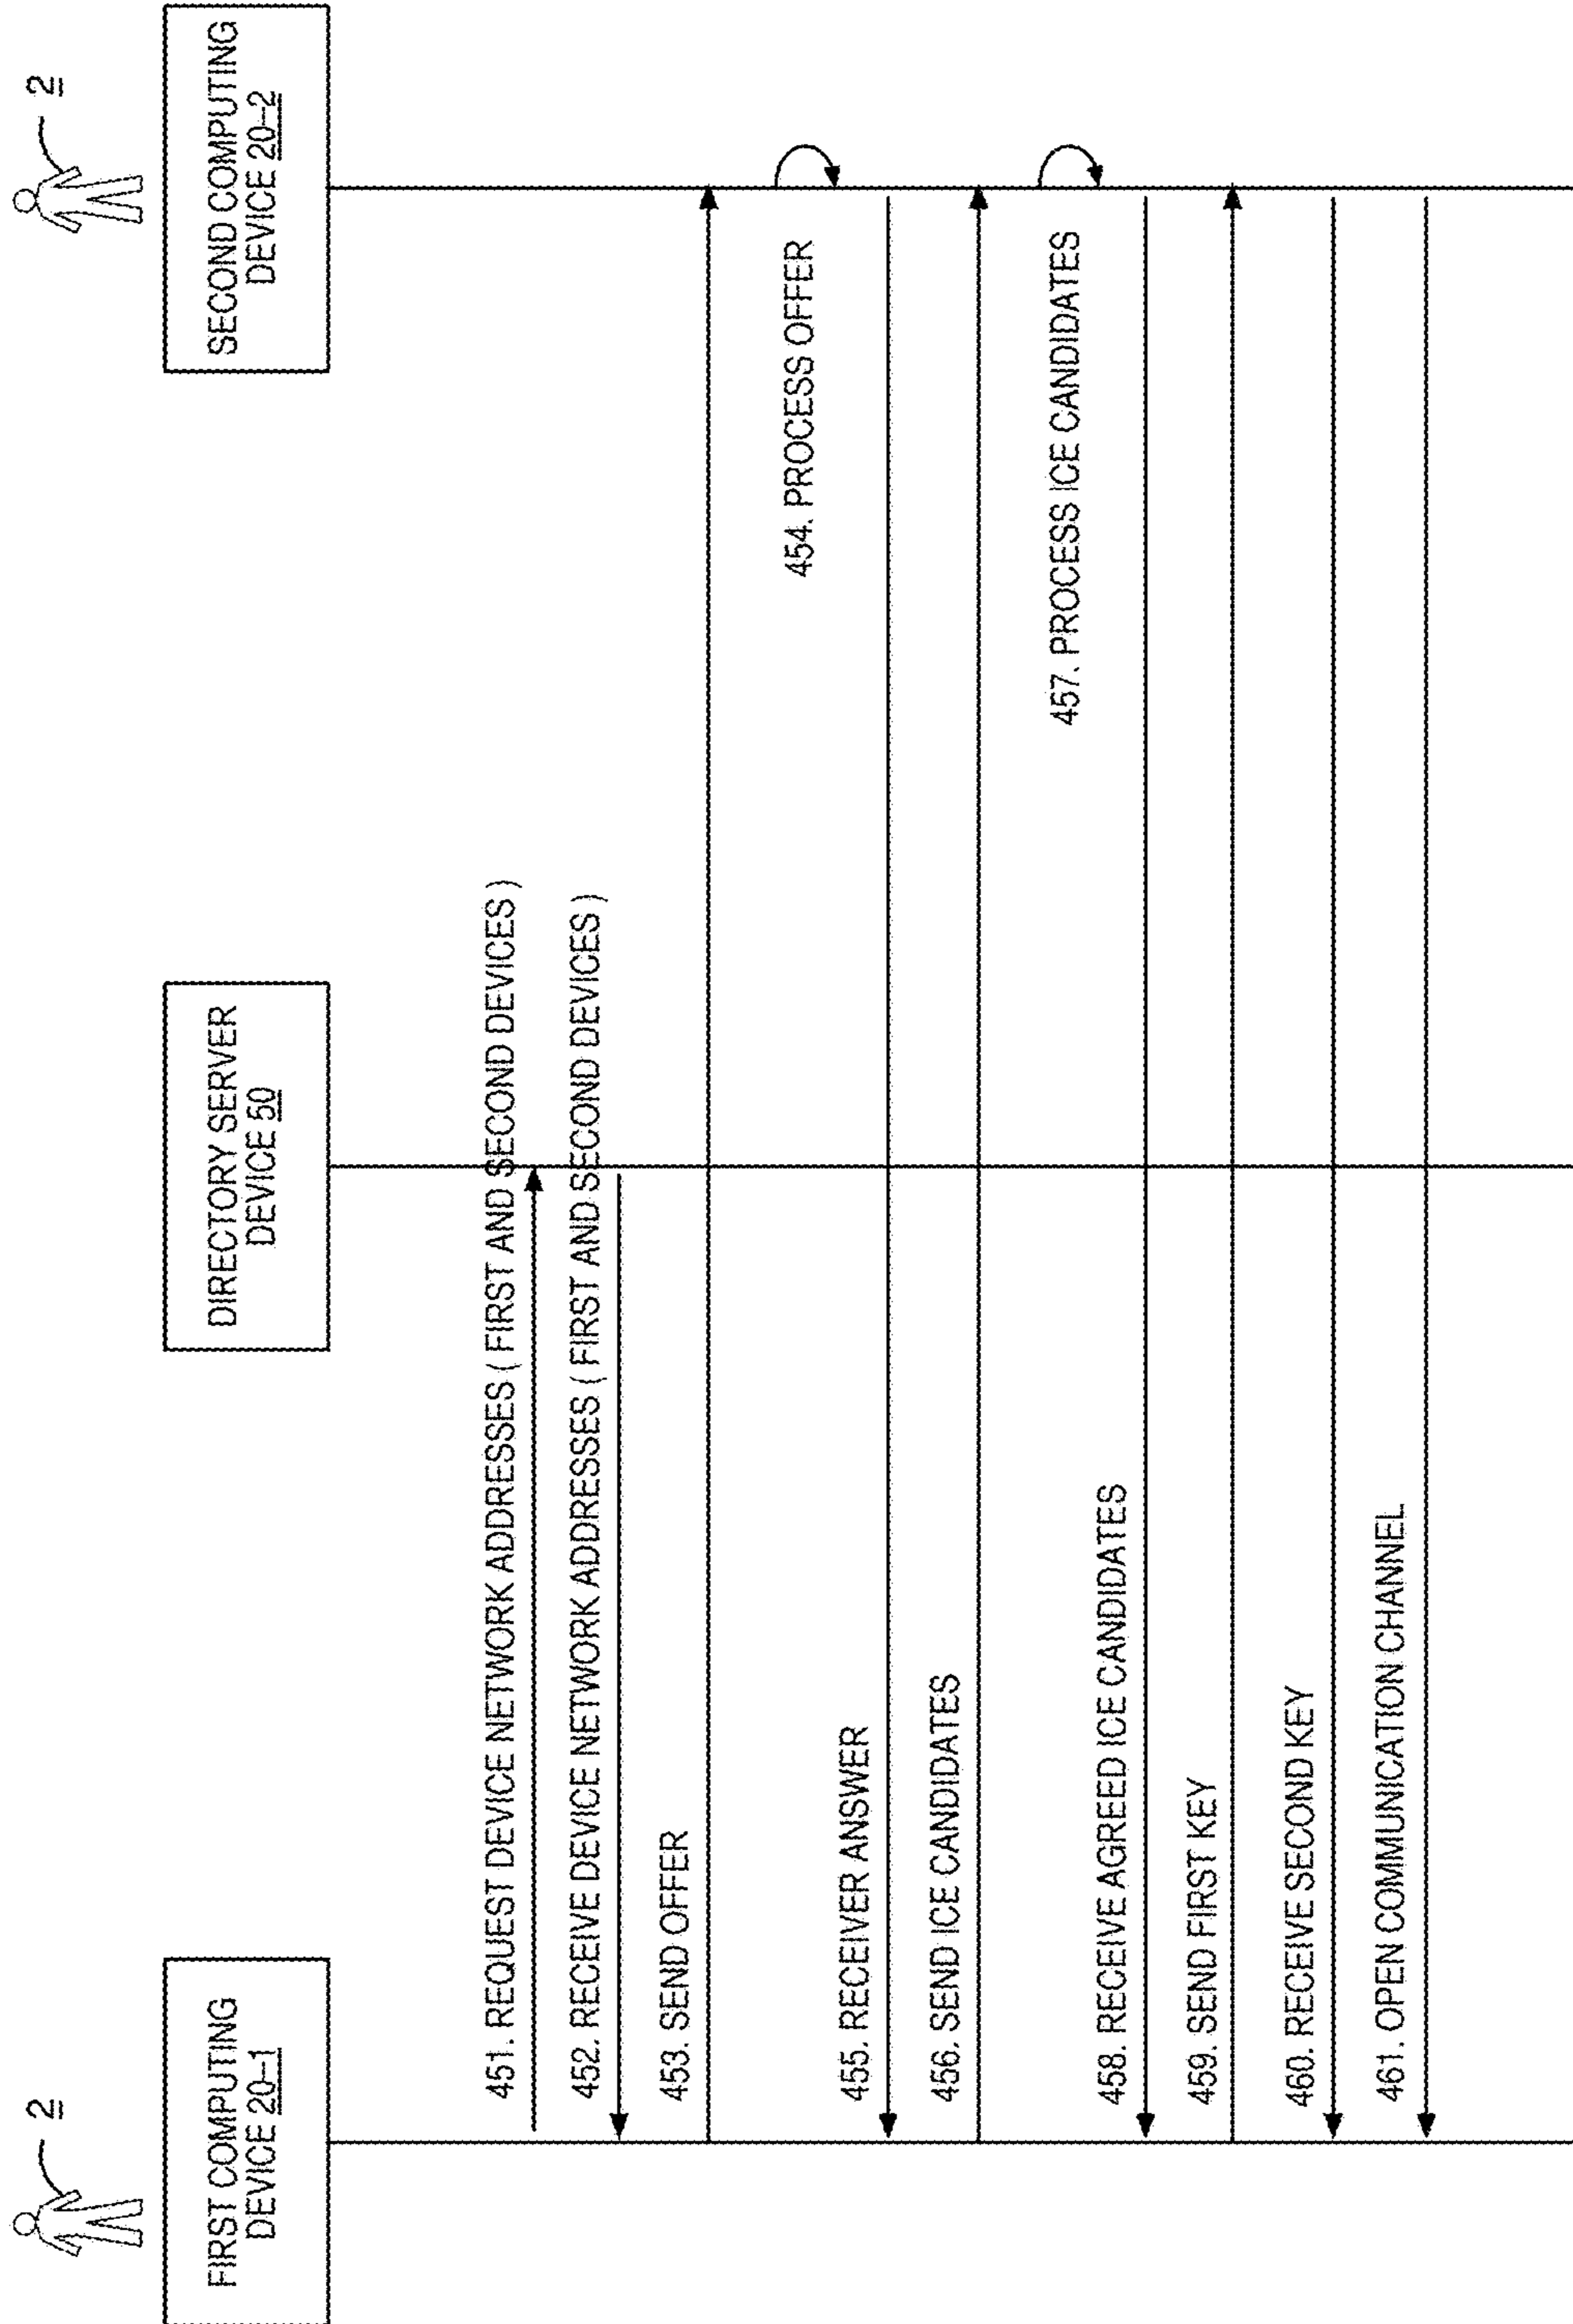 2
2
FIRST COMPUTING
DEVICE 20-1
DIRECTORY SERVER
DEVICE 50
SECOND COMPUTING
DEVICE 20-2
451. REQUEST DEVICE NETWORK ADDRESSES ( FIRST AND SECOND DEVICES )
452. RECEIVE DEVICE NETWORK ADDRESSES ( FIRST AND SECOND DEVICES )
453. SEND OFFER
454. PROCESS OFFER
455. RECEIVER ANSWER
456. SEND ICE CANDIDATES
457. PROCESS ICE CANDIDATES
458. RECEIVE AGREED ICE CANDIDATES
459. SEND FIRST KEY
460. RECEIVE SECOND KEY
461. OPEN COMMUNICATION CHANNEL